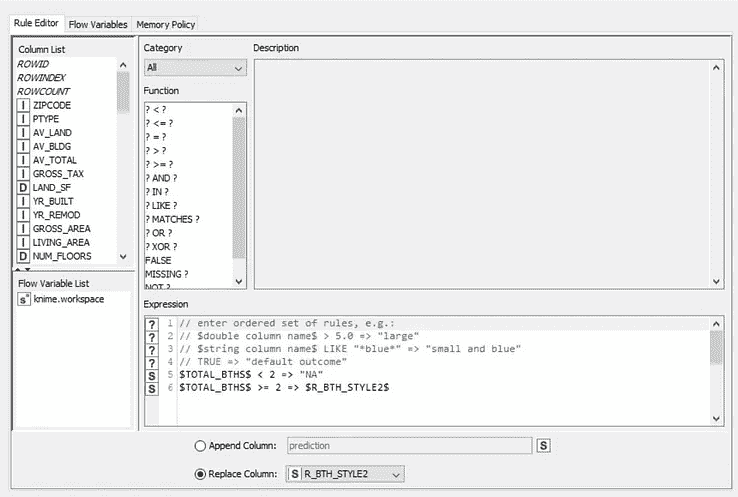 Rule Editor Flow Variables Memory Policy
Column List
ROWID
ROWINDEX
ROWCOUNT
I ZIPCODE
I PTYPE
I AV_LAND
I AV_BLDG
I AV_TOTAL
I GROSS_TAX
D LAND_SF
I YR_BUILT
I YR_REMOD
I GROSS_AREA
I LIVING_AREA
D NUM_FLOORS
Flow Variable List
s knime.workspace
Category
All
Function
? < ?
? <= ?
? = ?
? > ?
? >= ?
? AND ?
? IN ?
? LIKE ?
? MATCHES ?
? OR ?
? XOR ?
FALSE
MISSING ?
NOT ?
Description
Expression
? 1 // enter ordered set of rules, e.g.:
? 2 // $double column name$ > 5.0 => "large"
? 3 // $string column name$ LIKE "*blue*" => "small and blue"
? 4 // TRUE => "default outcome"
S 5 $TOTAL_BTHS$ < 2 => "NA"
S 6 $TOTAL_BTHS$ >= 2 => $R_BTH_STYLE2$
Append Column: prediction S
Replace Column: S R_BTH_STYLE2